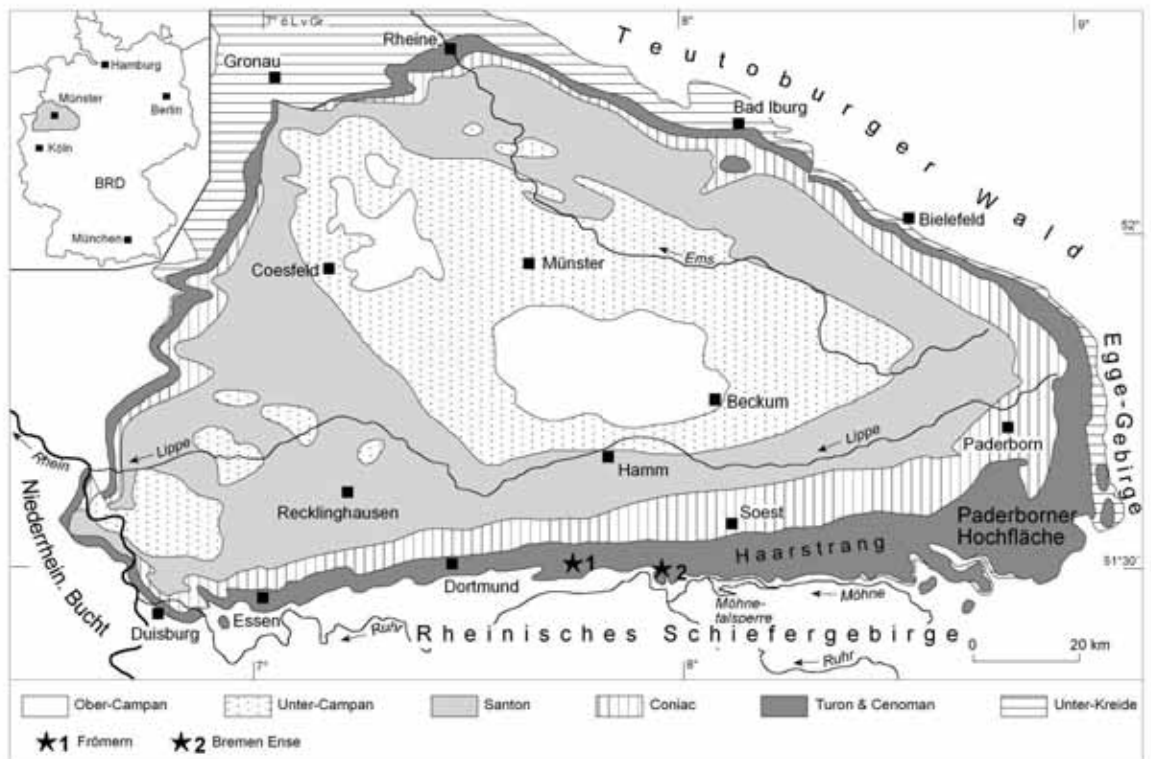 7° ö L v Gr
8°
9°
Hamburg
Münster
Berlin
Köln
BRD
München
Rheine
Gronau
Teutoburger Wald
Bad Iburg
Bielefeld
52°
Coesfeld
Münster
Ems
Beckum
Egge-Gebirge
Paderborn
Rhein
Lippe
Lippe
Hamm
Niederrhein. Bucht
Recklinghausen
Soest
Paderborner
Hochfläche
Haarstrang
51°30
Dortmund
1
2
Möhne
Möhne-
talsperre
Essen
Duisburg
Ruhr
Rheinisches Schiefergebirge
Ruhr
0 20 km
7°
8°
Ober-Campan Unter-Campan Santon Coniac Turon & Cenoman Unter-Kreide
1 Frömern 2 Bremen Ense